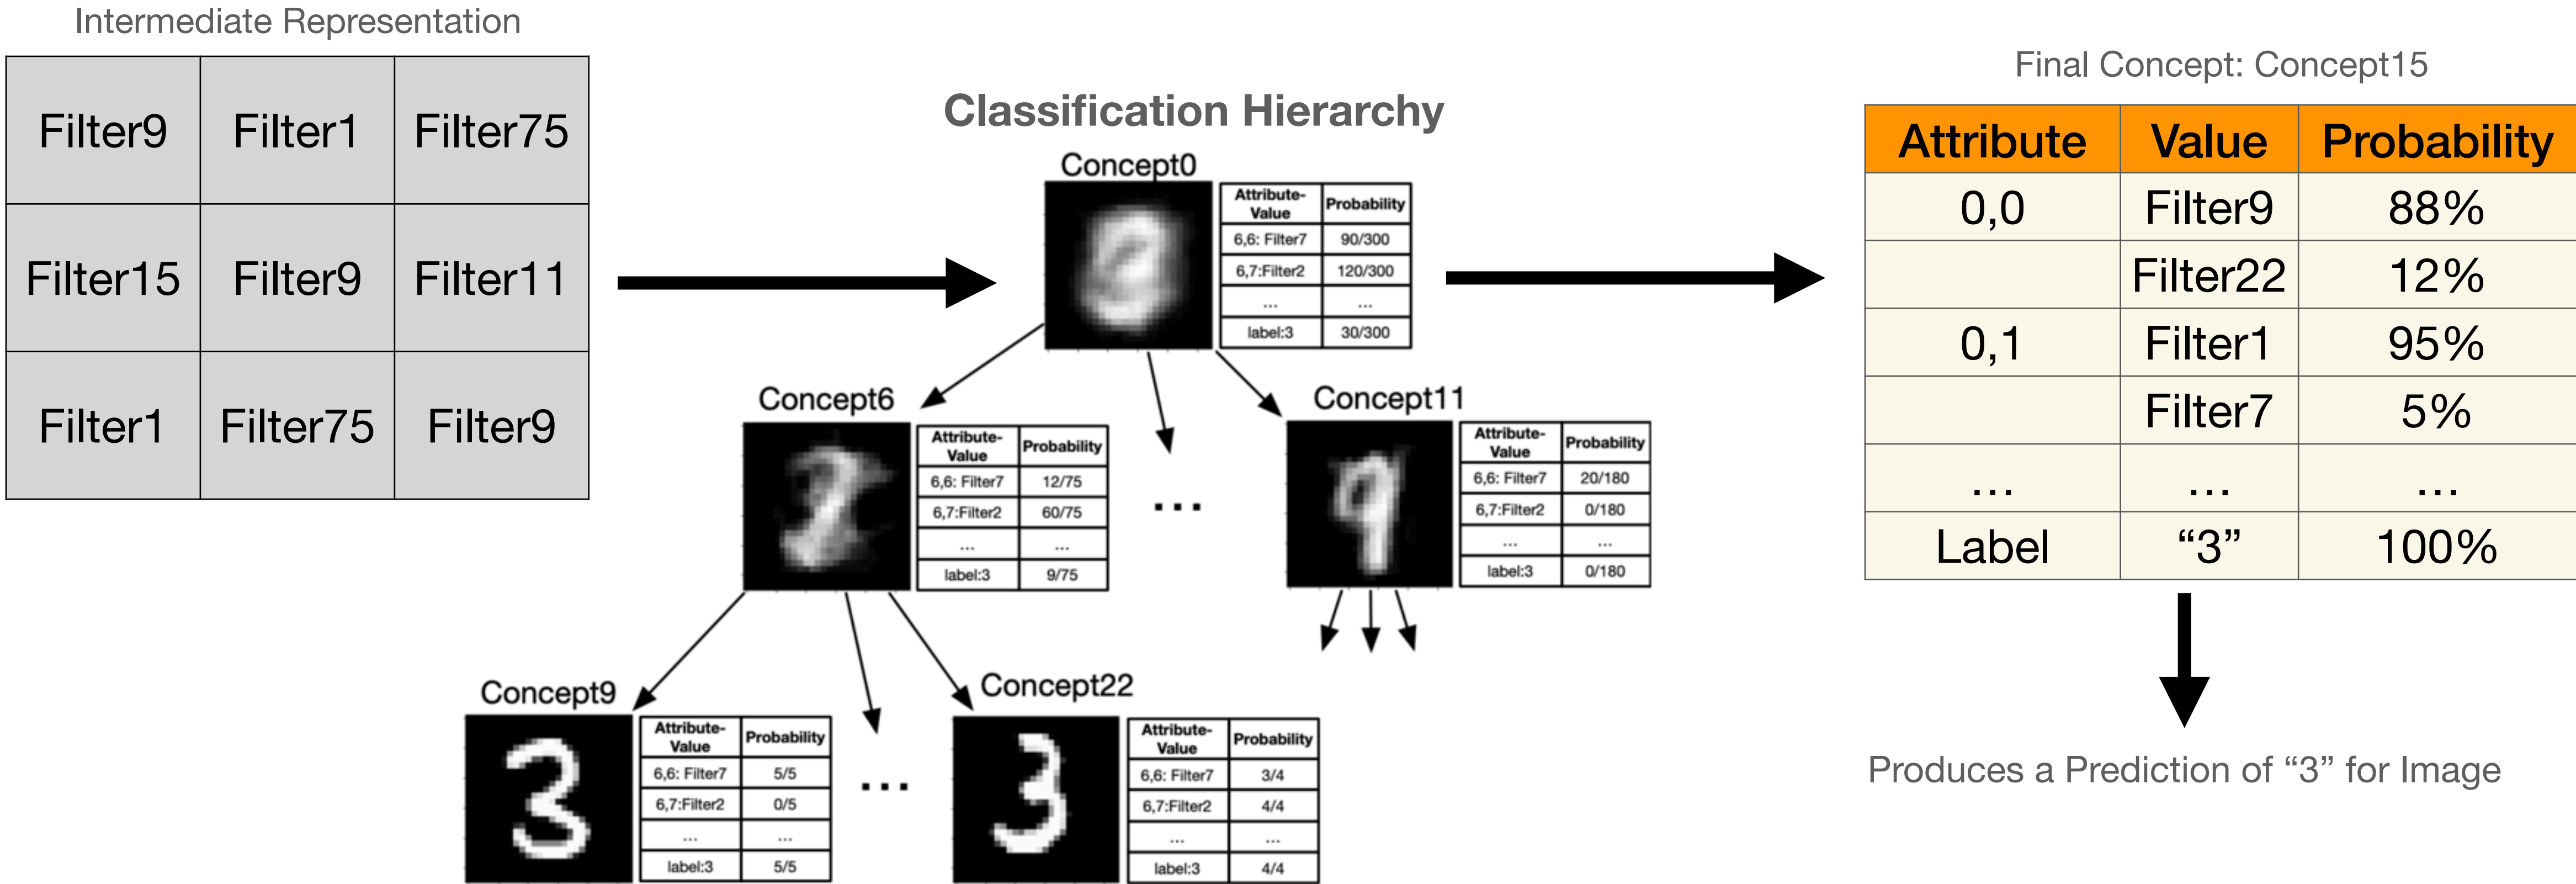 Intermediate Representation
Filter9 Filter1 Filter75
Filter15 Filter9 Filter11
Filter1 Filter75 Filter9
Classification Hierarchy
Concept0
Attribute-
Value Probability
6,6: Filter7 90/300
6,7:Filter2 120/300
... ...
label:3 30/300
Concept6
Attribute-
Value Probability
6,6: Filter7 12/75
6,7:Filter2 60/75
... ...
label:3 9/75
...
Concept11
Attribute-
Value Probability
6,6: Filter7 20/180
6,7:Filter2 0/180
... ...
label:3 0/180
Concept9
3
Attribute-
Value Probability
6,6: Filter7 5/5
6,7:Filter2 0/5
... ...
label:3 5/5
...
Concept22
3
Attribute-
Value Probability
6,6: Filter7 3/4
6,7:Filter2 4/4
... ...
label:3 4/4
Final Concept: Concept15
Attribute Value Probability
0,0 Filter9 88%
Filter22 12%
0,1 Filter1 95%
Filter7 5%
... ... ...
Label “3” 100%
Produces a Prediction of “3” for Image